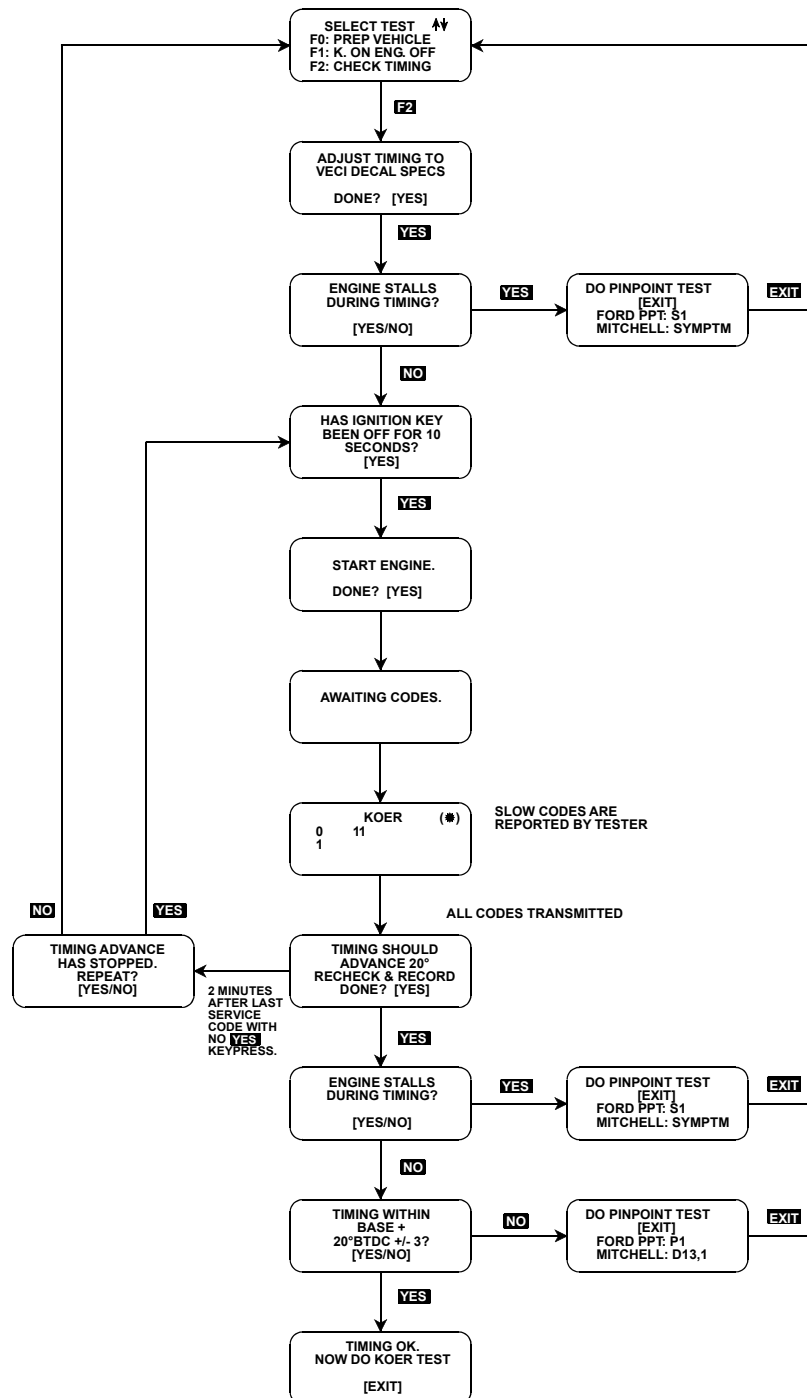 SELECT TEST
F0: PREP VEHICLE
F1: K. ON ENG. OFF
F2: CHECK TIMING
F2
ADJUST TIMING TO
VECI DECAL SPECS
DONE? [YES]
YES
ENGINE STALLS
DURING TIMING?
[YES/NO]
YES
DO PINPOINT TEST
[EXIT]
FORD PPT: S1
MITCHELL: SYMPTM
EXIT
NO
HAS IGNITION KEY
BEEN OFF FOR 10
SECONDS?
[YES]
YES
START ENGINE.
DONE? [YES]
AWAITING CODES.
KOER (✹)
0 11
1
SLOW CODES ARE
REPORTED BY TESTER
ALL CODES TRANSMITTED
NO
YES
TIMING ADVANCE
HAS STOPPED.
REPEAT?
[YES/NO]
2 MINUTES
AFTER LAST
SERVICE
CODE WITH
NO YES
KEYPRESS.
TIMING SHOULD
ADVANCE 20°
RECHECK & RECORD
DONE? [YES]
YES
ENGINE STALLS
DURING TIMING?
[YES/NO]
YES
DO PINPOINT TEST
[EXIT]
FORD PPT: S1
MITCHELL: SYMPTM
EXIT
NO
TIMING WITHIN
BASE +
20°BTDC +/- 3?
[YES/NO]
NO
DO PINPOINT TEST
[EXIT]
FORD PPT: P1
MITCHELL: D13,1
EXIT
YES
TIMING OK.
NOW DO KOER TEST
[EXIT]